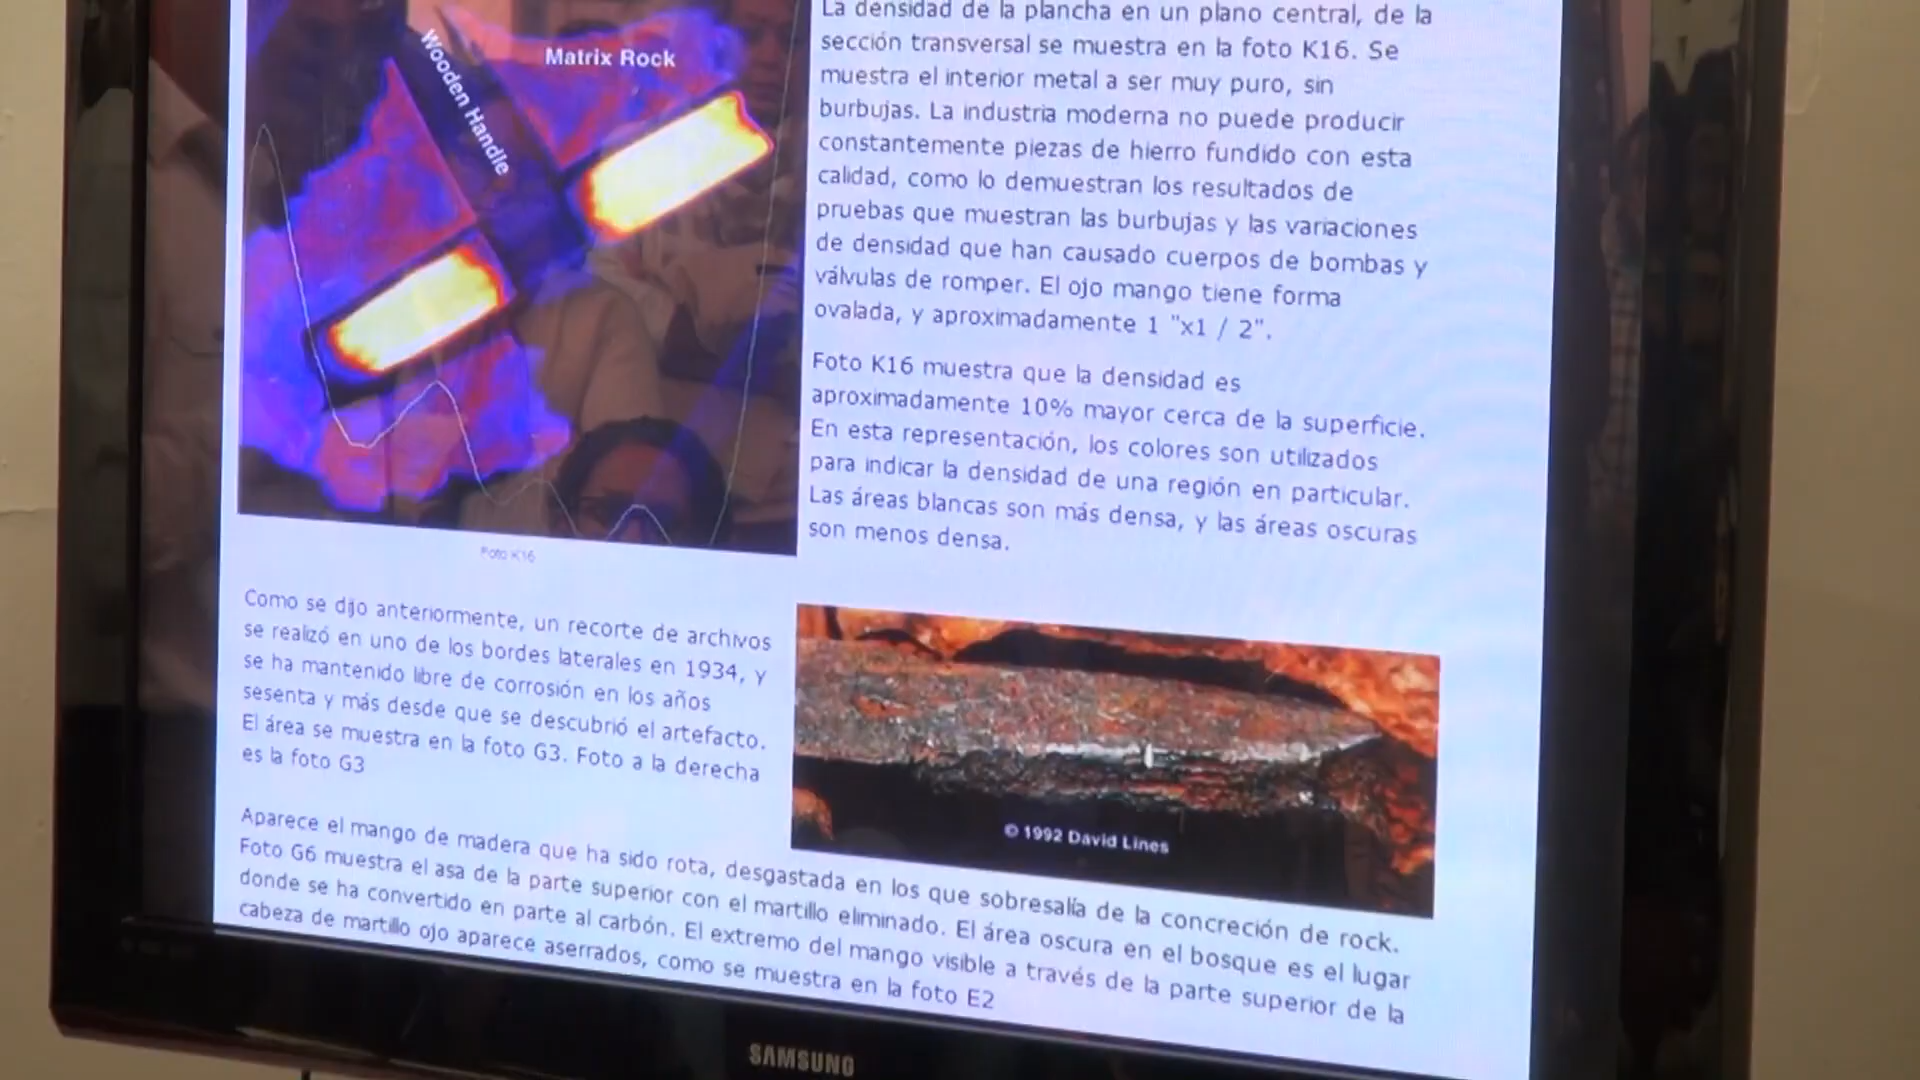 Wooden Handle
Matrix Rock
La densidad de la plancha en un plano central, de la
sección transversal se muestra en la foto K16. Se
muestra el interior metal a ser muy puro, sin
burbujas. La industria moderna no puede producir
constantemente piezas de hierro fundido con esta
calidad, como lo demuestran los resultados de
pruebas que muestran las burbujas y las variaciones
de densidad que han causado cuerpos de bombas y
válvulas de romper. El ojo mango tiene forma
ovalada, y aproximadamente 1 "x1 / 2".
Foto K16 muestra que la densidad es
aproximadamente 10% mayor cerca de la superficie.
En esta representación, los colores son utilizados
para indicar la densidad de una región en particular.
Las áreas blancas son más densa, y las áreas oscuras
son menos densa.
Foto K16
Como se dijo anteriormente, un recorte de archivos
se realizó en uno de los bordes laterales en 1934, y
se ha mantenido libre de corrosión en los años
sesenta y más desde que se descubrió el artefacto.
El área se muestra en la foto G3. Foto a la derecha
es la foto G3
© 1992 David Lines
Aparece el mango de madera que ha sido rota, desgastada en los que sobresalía de la concreción de rock.
Foto G6 muestra el asa de la parte superior con el martillo eliminado. El área oscura en el bosque es el lugar
donde se ha convertido en parte al carbón. El extremo del mango visible a través de la parte superior de la
cabeza de martillo ojo aparece aserrados, como se muestra en la foto E2
SAMSUNG